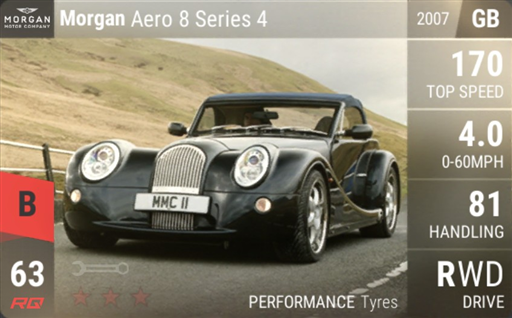 MORGAN
MOTOR COMPANY
Morgan Aero 8 Series 4
2007 GB
170
TOP SPEED
4.0
0-60MPH
81
HANDLING
RWD
DRIVE
B
63
RQ
MMC 11
PERFORMANCE Tyres